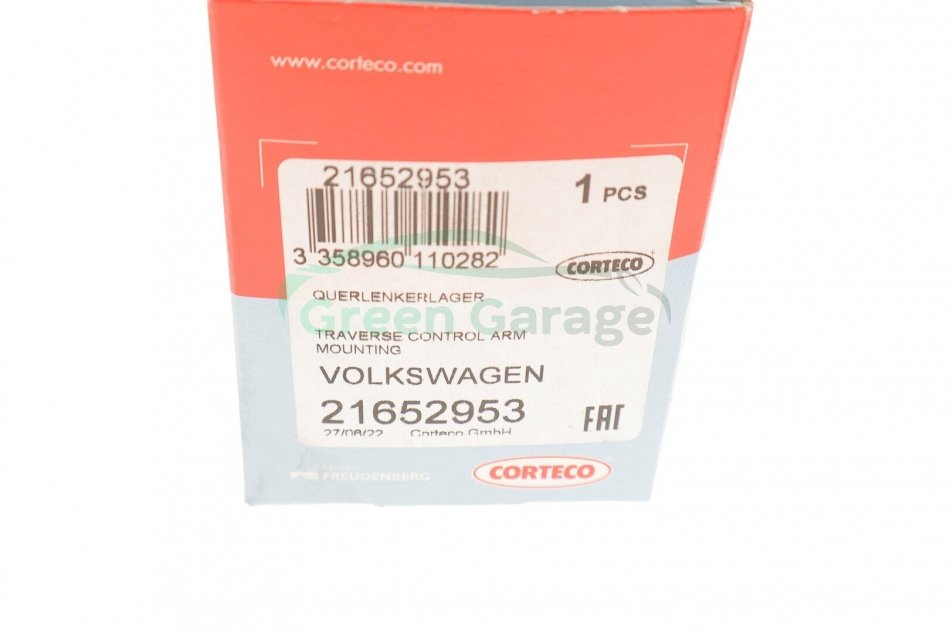 www.corteco.com
21652953
1 PCS
3 358960 110282
CORTECO
QUERLENKERLAGER
Green Garage
TRAVERSE CONTROL ARM
MOUNTING
VOLKSWAGEN
21652953
EAC
27/06/22 Corteco GmbH
FREUDENBERG
CORTECO